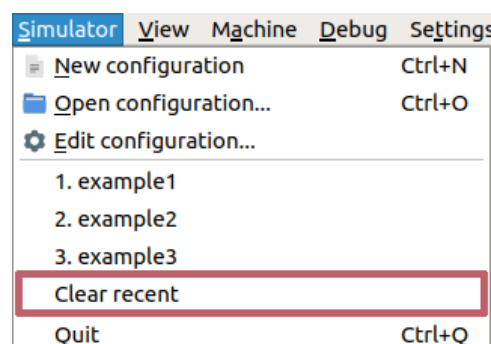 Simulator View Machine Debug Settings
New configuration Ctrl+N
Open configuration... Ctrl+O
Edit configuration...
1. example1
2. example2
3. example3
Clear recent
Quit Ctrl+Q